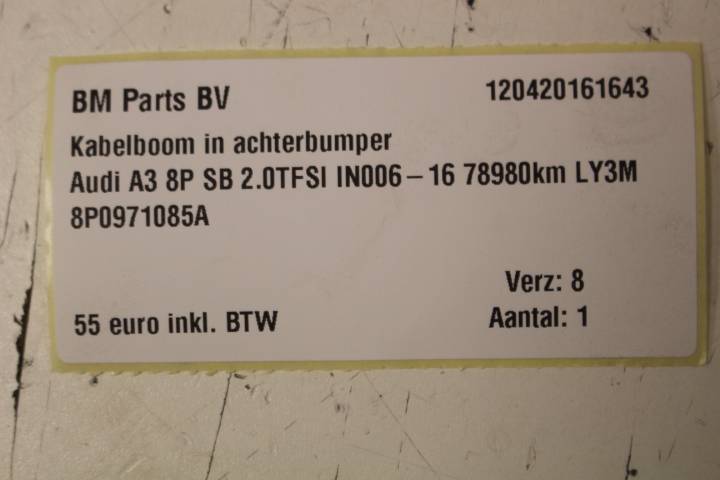 BM Parts BV 120420161643
Kabelboom in achterbumper
Audi A3 8P SB 2.0TFSI IN006-16 78980km LY3M
8P0971085A
Verz: 8
55 euro inkl. BTW Aantal: 1